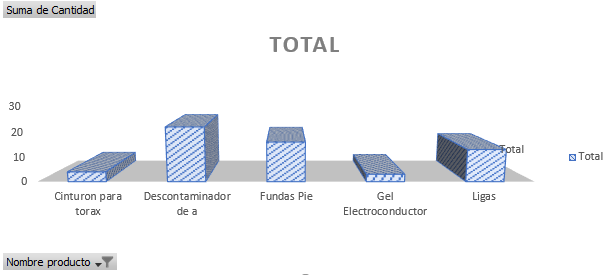 Suma de Cantidad
TOTAL
30
20
10
0
Total
Total
Cinturon para
torax
Descontaminador
de a
Fundas Pie
Gel
Electroconductor
Ligas
Nombre producto